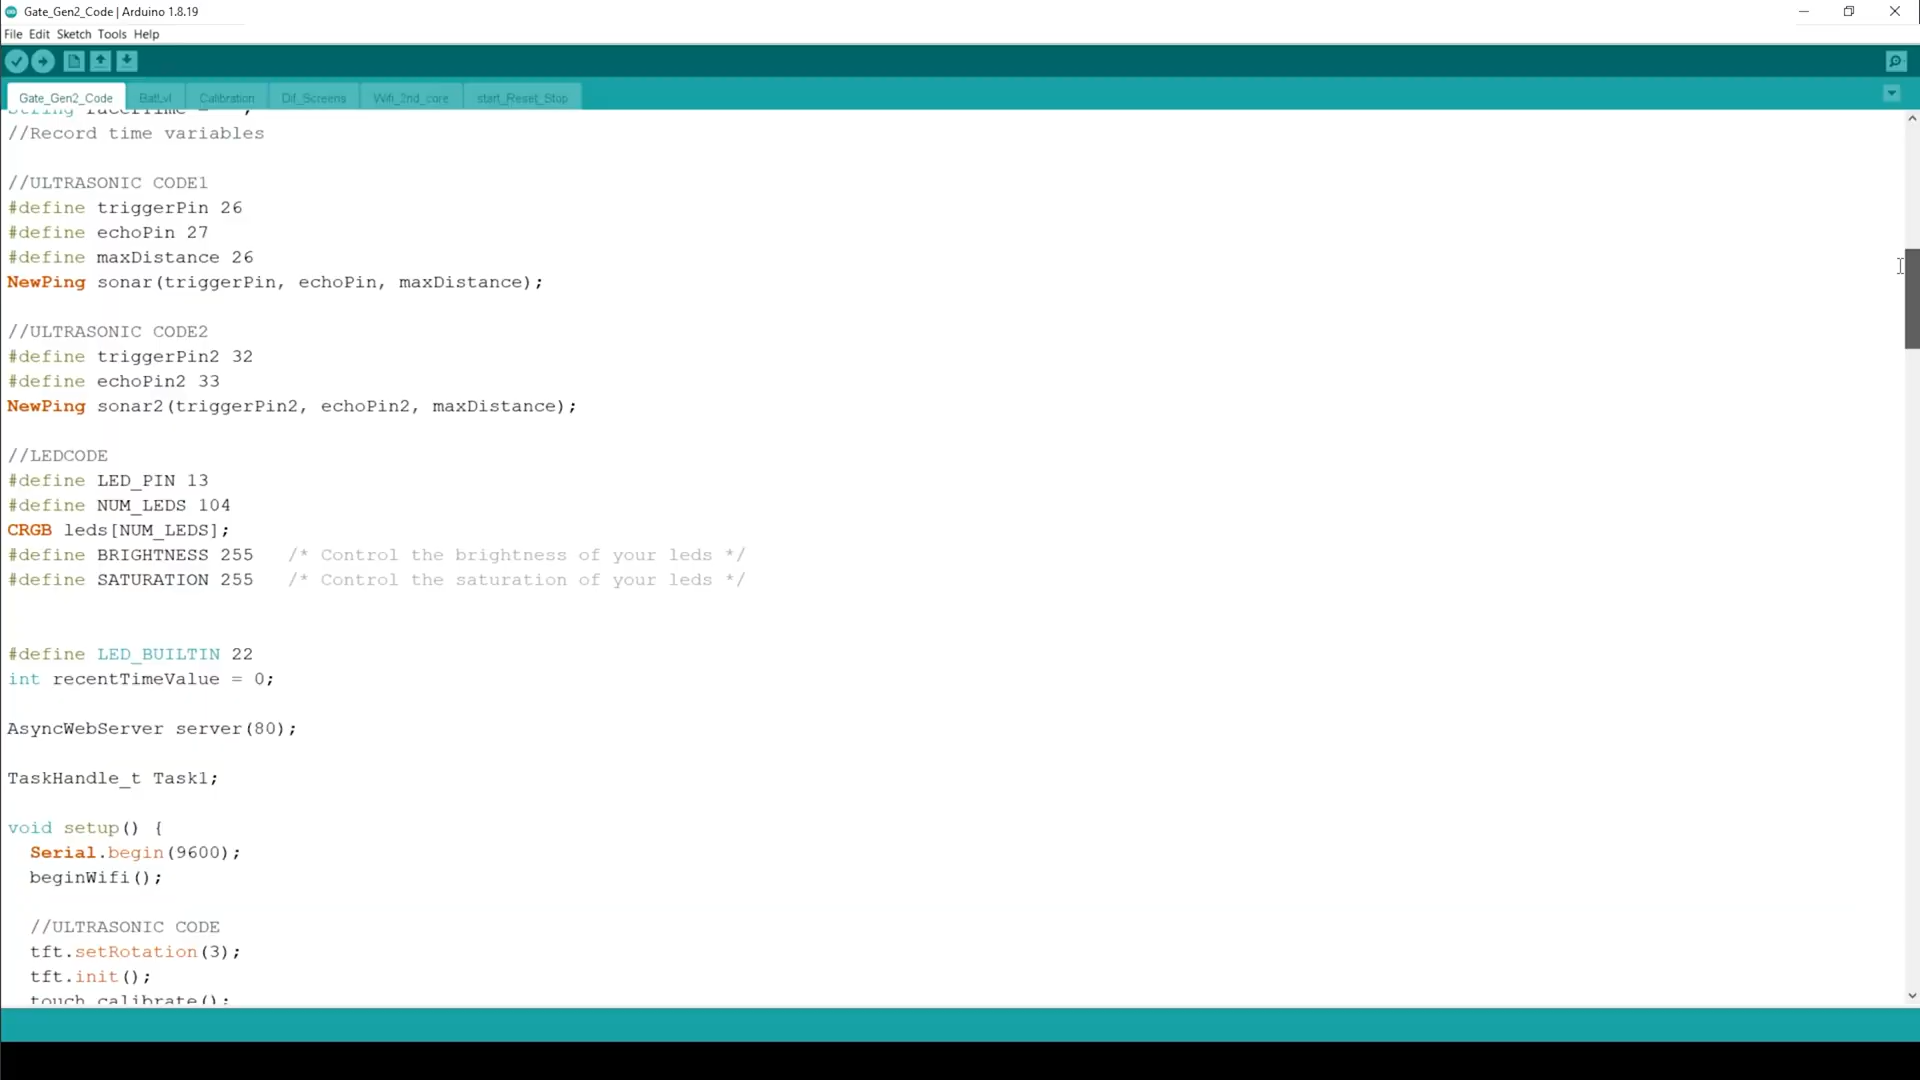 Gate_Gen2_Code | Arduino 1.8.19
File Edit Sketch Tools Help
Gate_Gen2_Code BatLvl Calibration Dif_Screens Wifi_2nd_core start_Reset_Stop
String racerTime = "";
//Record time variables
//ULTRASONIC CODE1
#define triggerPin 26
#define echoPin 27
#define maxDistance 26
NewPing sonar(triggerPin, echoPin, maxDistance);
//ULTRASONIC CODE2
#define triggerPin2 32
#define echoPin2 33
NewPing sonar2(triggerPin2, echoPin2, maxDistance);
//LEDCODE
#define LED_PIN 13
#define NUM_LEDS 104
CRGB leds[NUM_LEDS];
#define BRIGHTNESS 255 /* Control the brightness of your leds */
#define SATURATION 255 /* Control the saturation of your leds */
#define LED_BUILTIN 22
int recentTimeValue = 0;
AsyncWebServer server(80);
TaskHandle_t Task1;
void setup() {
Serial.begin(9600);
beginWifi();
//ULTRASONIC CODE
tft.setRotation(3);
tft.init();
touch_calibrate();